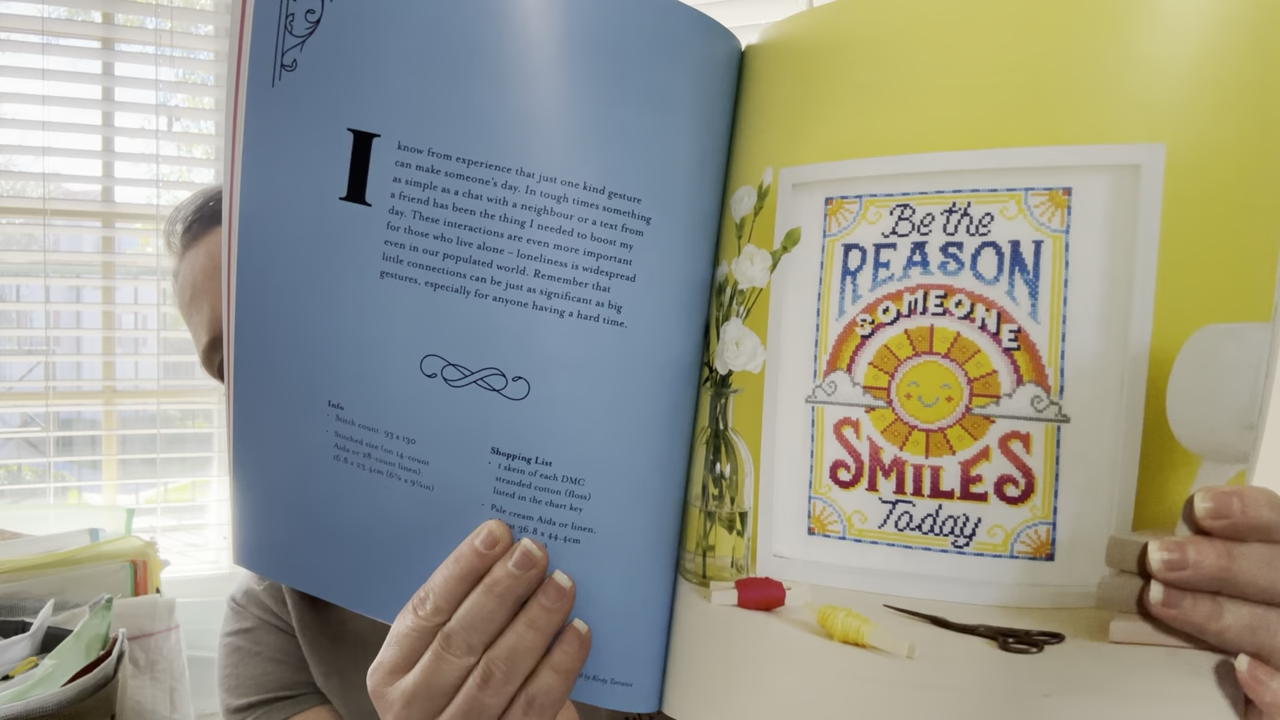 I know from experience that just one kind gesture
can make someone's day. In tough times something
as simple as a chat with a neighbour or a text from
a friend has been the thing I needed to boost my
day. These interactions are even more important
for those who live alone – loneliness is widespread
even in our populated world. Remember that
little connections can be just as significant as big
gestures, especially for anyone having a hard time.
Info
• Stitch count 93 x 130
• Stitched size (on 14-count
Aida or 28-count linen)
16.8 x 23.4cm (6⅝ x 9¼in)
Shopping List
• 1 skein of each DMC
stranded cotton (floss)
listed in the chart key
• Pale cream Aida or linen,
36.8 x 44.4cm
by Kirsty Torrance
Be the
REASON
SOMEONE
SMILES
Today